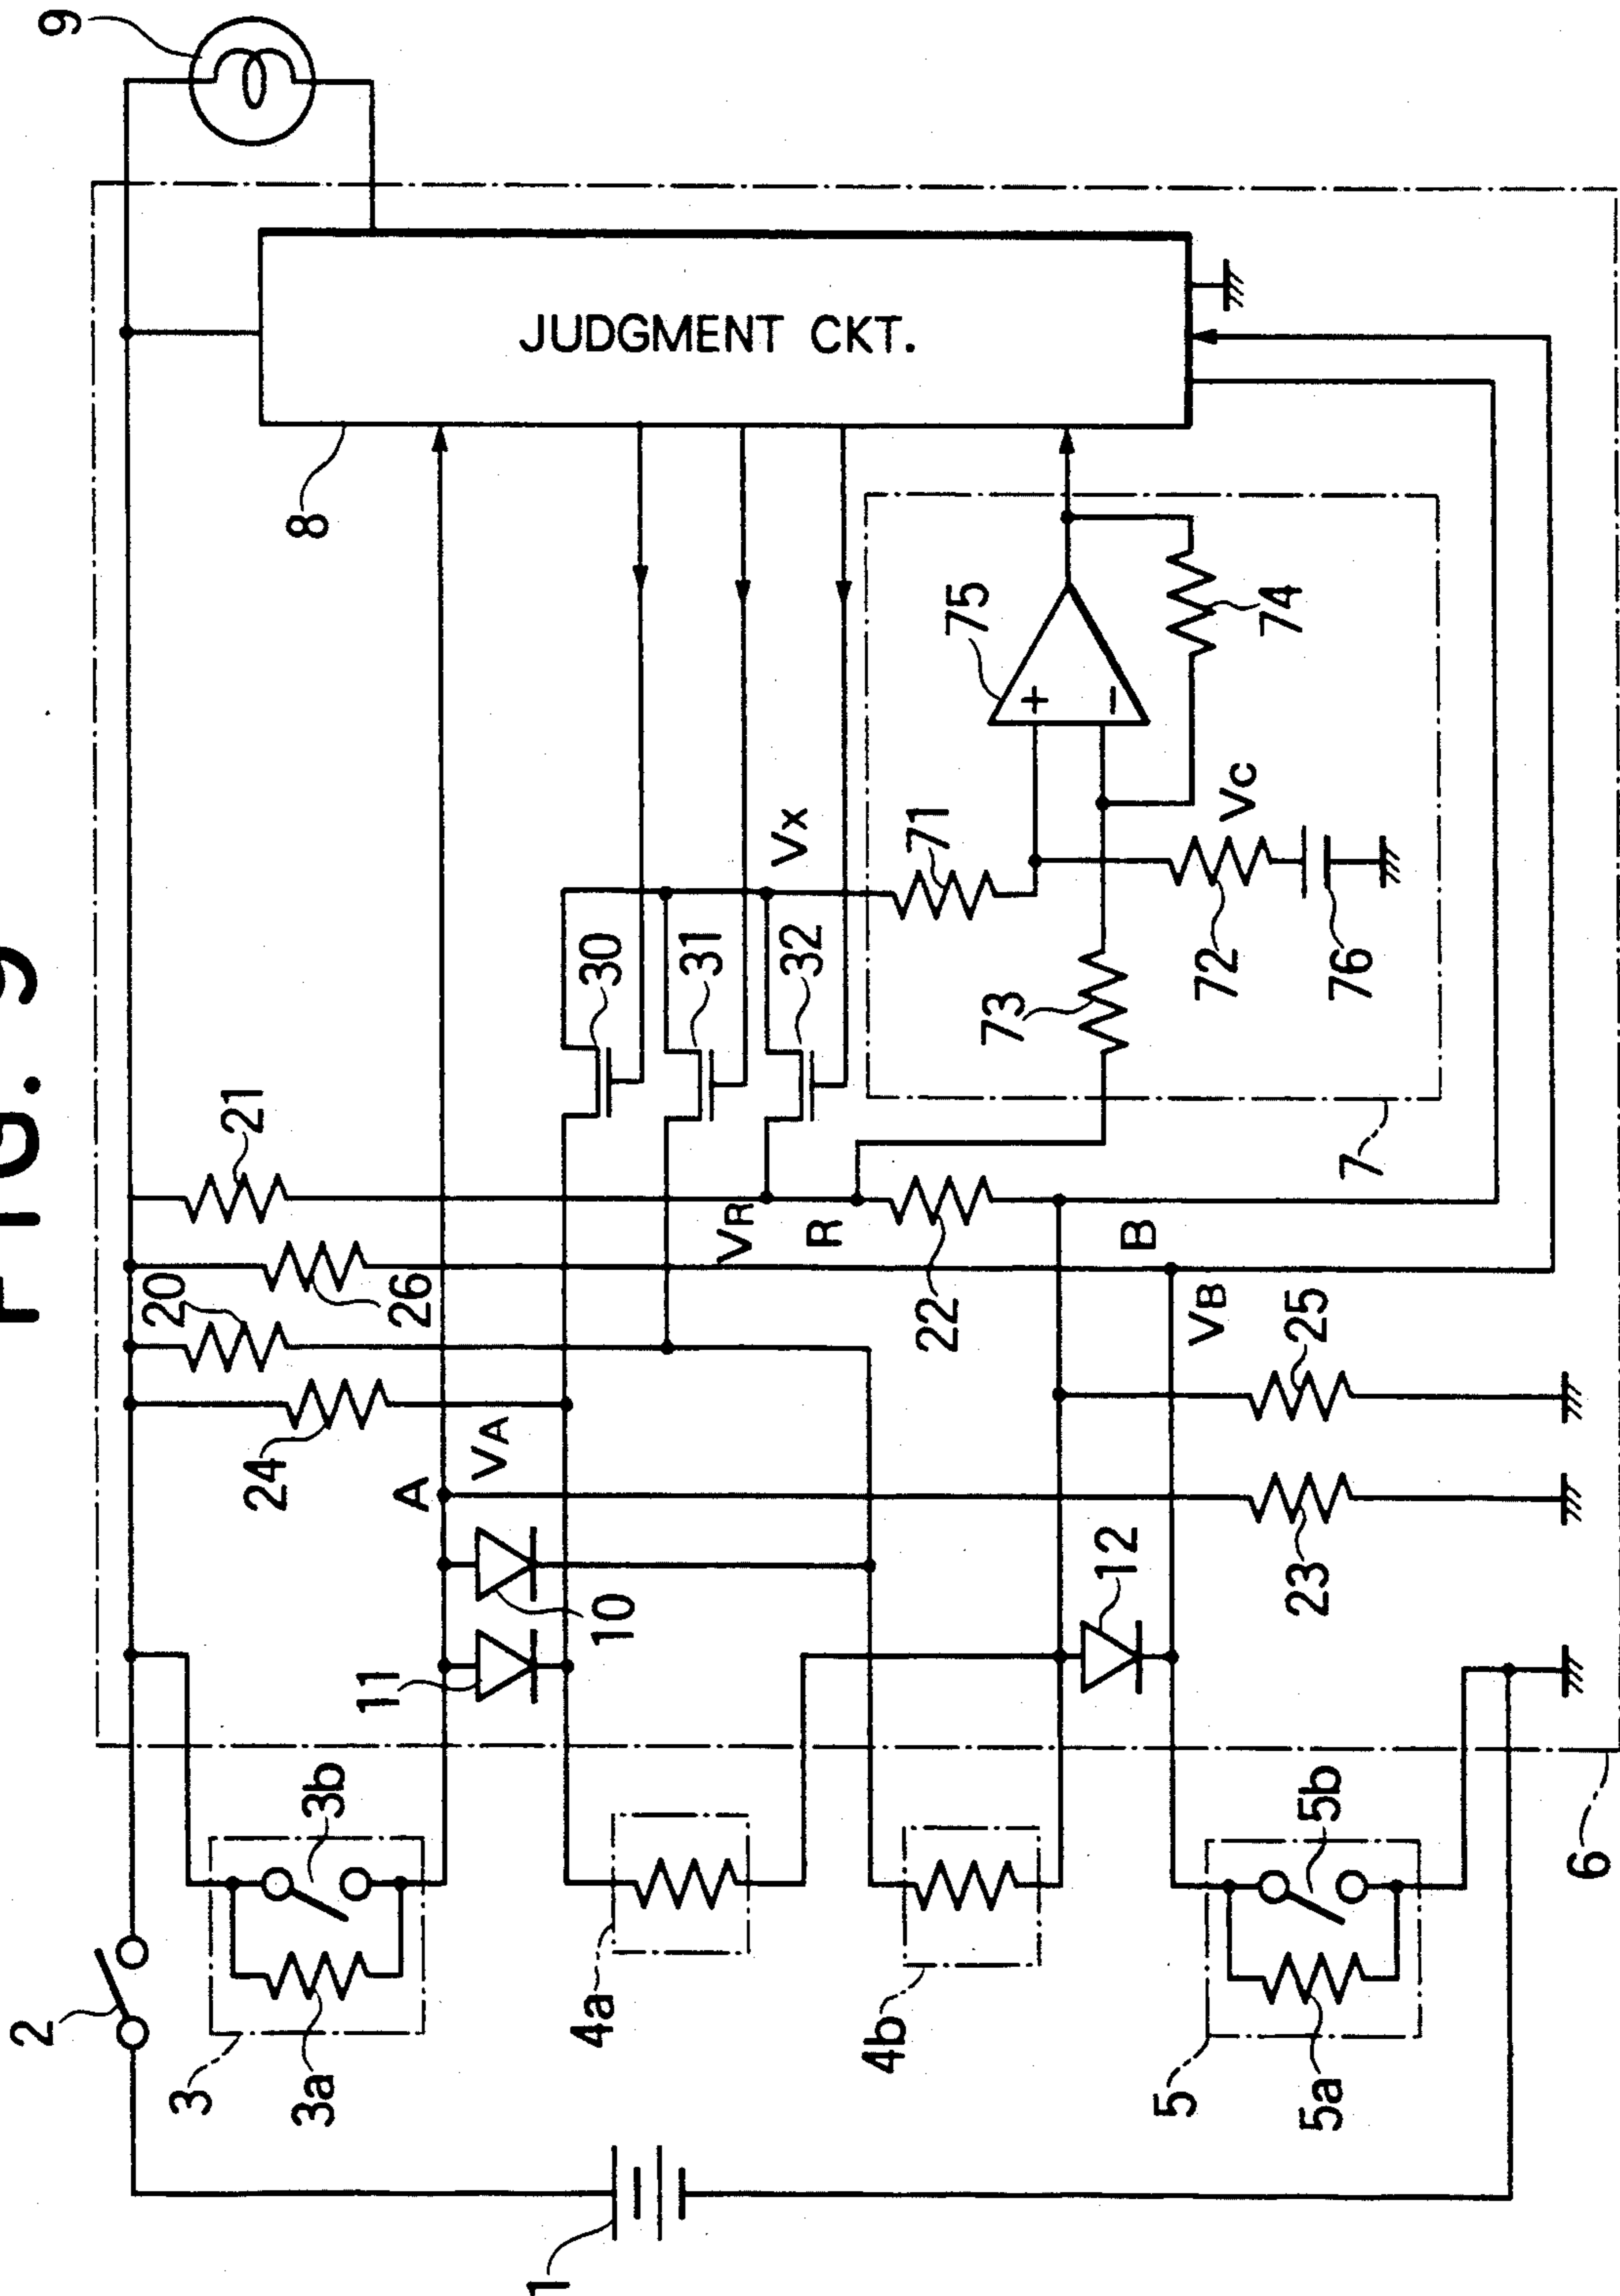 FIG. 9
9
2
3
3a
3b
1
4a
4b
5
5a
5b
6
11
10
12
A
VA
24
20
26
21
VR
R
22
B
VB
25
23
30
31
32
Vx
8
JUDGMENT CKT.
71
73
72
Vc
76
75
+
−
74
7